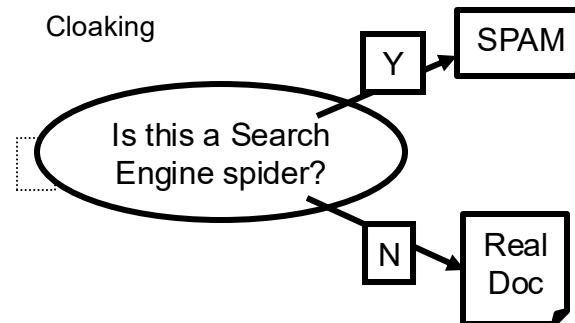 Cloaking
Y
SPAM
Is this a Search
Engine spider?
N
Real
Doc